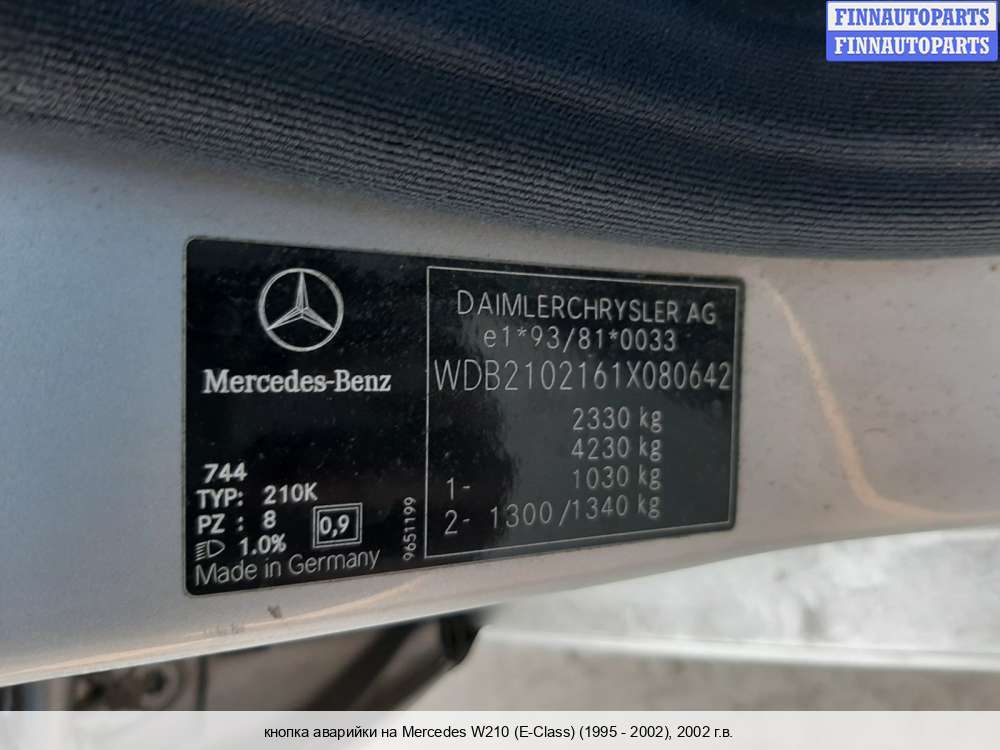 FINNAUTOPARTS
FINNAUTOPARTS
DAIMLERCHRYSLER AG
e1*93/81*0033
WDB2102161X080642
2330 kg
4230 kg
1- 1030 kg
2- 1300/1340 kg
Mercedes-Benz
744
TYP: 210K
PZ : 8
0,9
1.0%
Made in Germany
9651199
кнопка аварийки на Mercedes W210 (E-Class) (1995 - 2002), 2002 г.в.